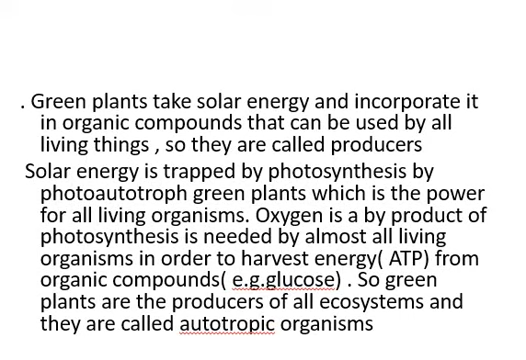 . Green plants take solar energy and incorporate it
in organic compounds that can be used by all
living things , so they are called producers
Solar energy is trapped by photosynthesis by
photoautotroph green plants which is the power
for all living organisms. Oxygen is a by product of
photosynthesis is needed by almost all living
organisms in order to harvest energy( ATP) from
organic compounds( e.g.glucose) . So green
plants are the producers of all ecosystems and
they are called autotropic organisms